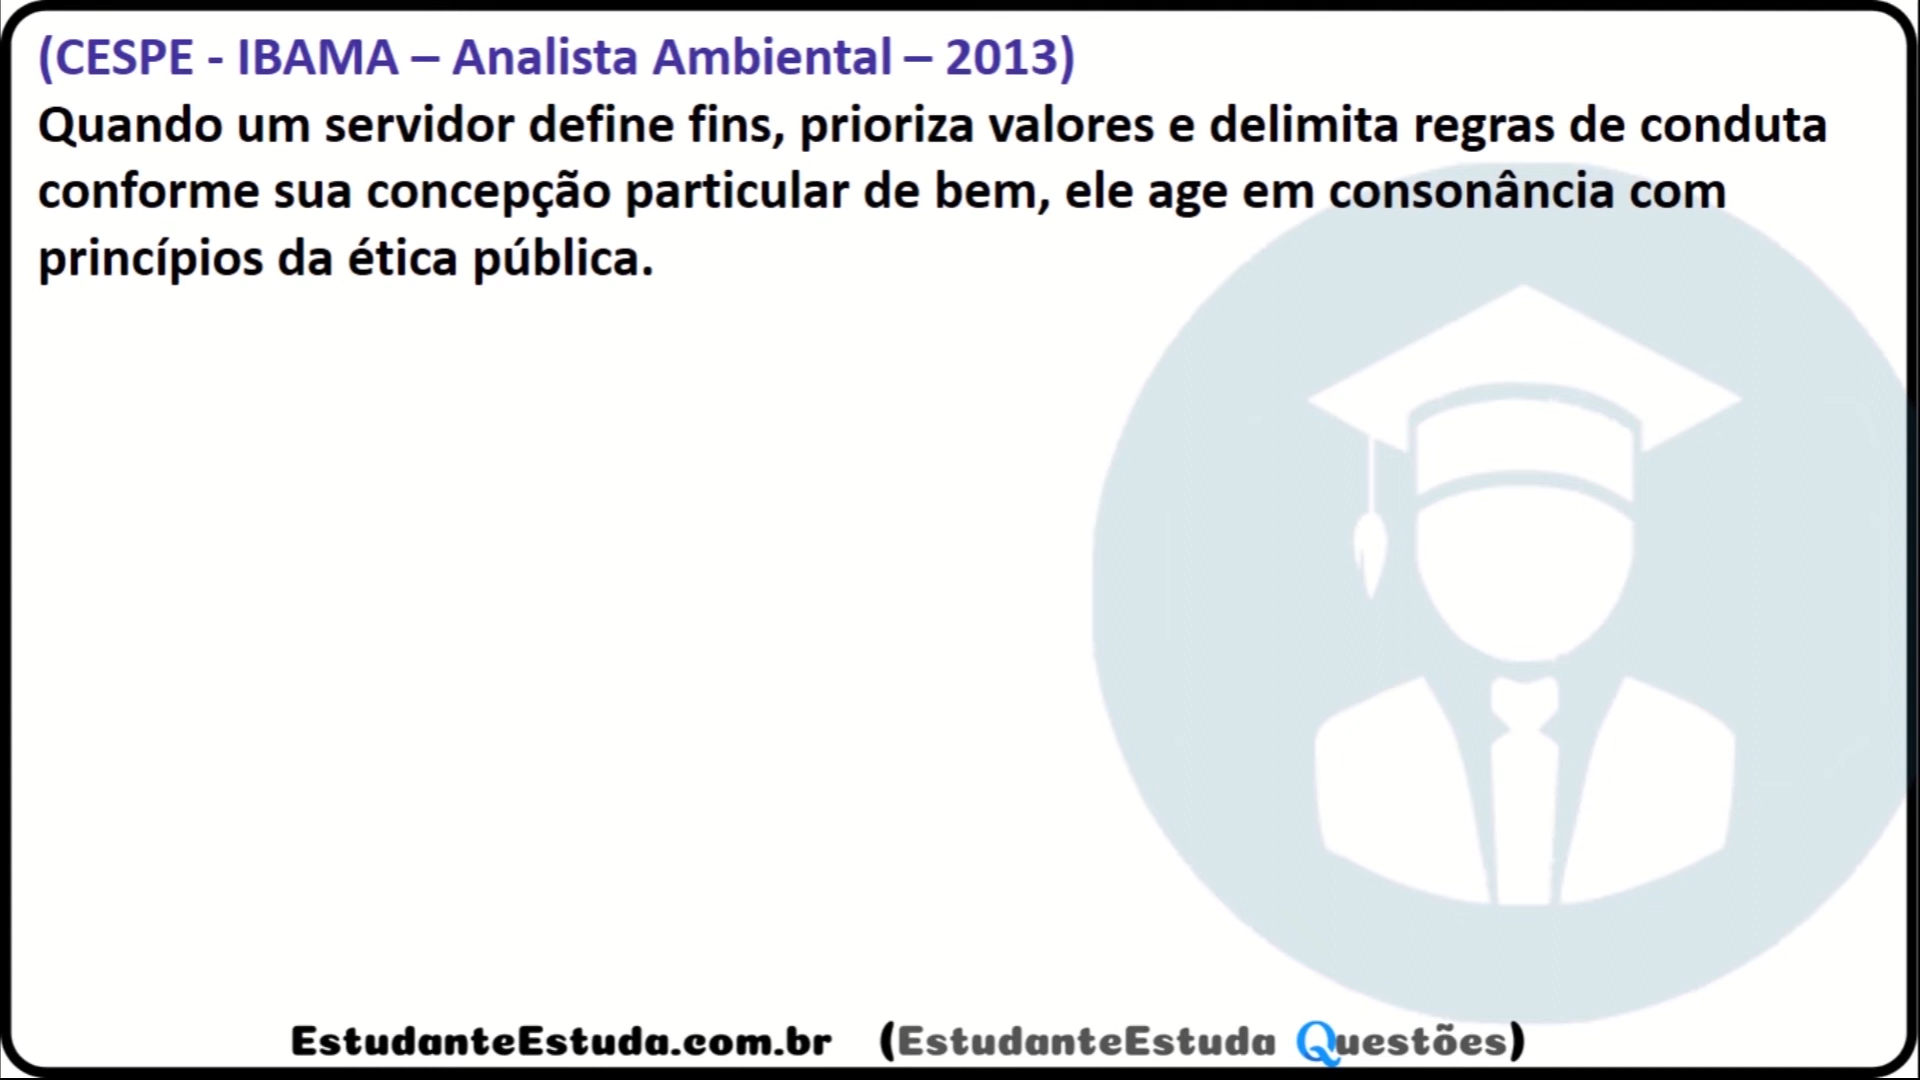 (CESPE - IBAMA – Analista Ambiental – 2013)
Quando um servidor define fins, prioriza valores e delimita regras de conduta
conforme sua concepção particular de bem, ele age em consonância com
princípios da ética pública.
EstudanteEstuda.com.br (EstudanteEstuda Questões)